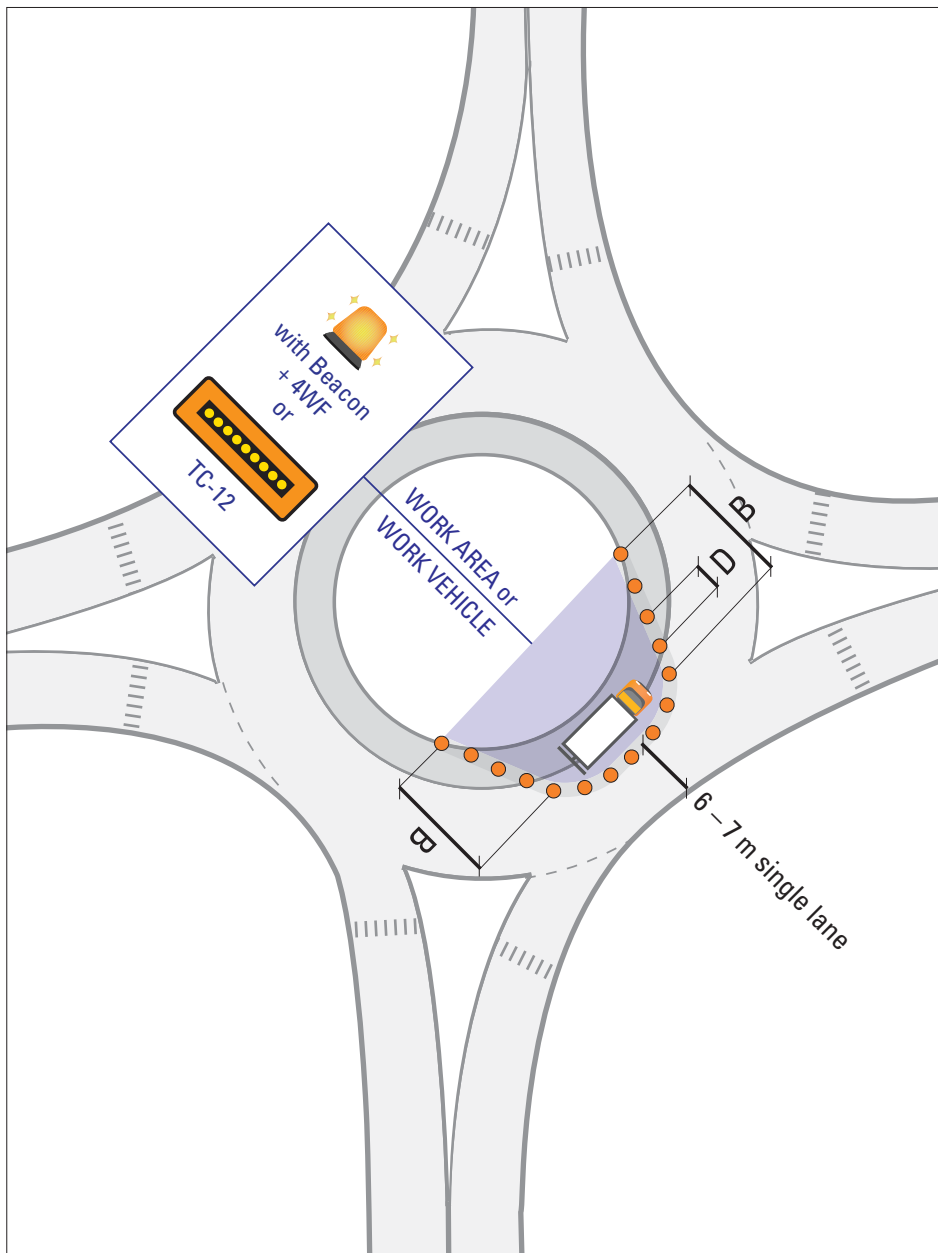 with Beacon
+ 4WF
or
TC-12
WORK AREA or
WORK VEHICLE
B
D
B
6 – 7 m single lane